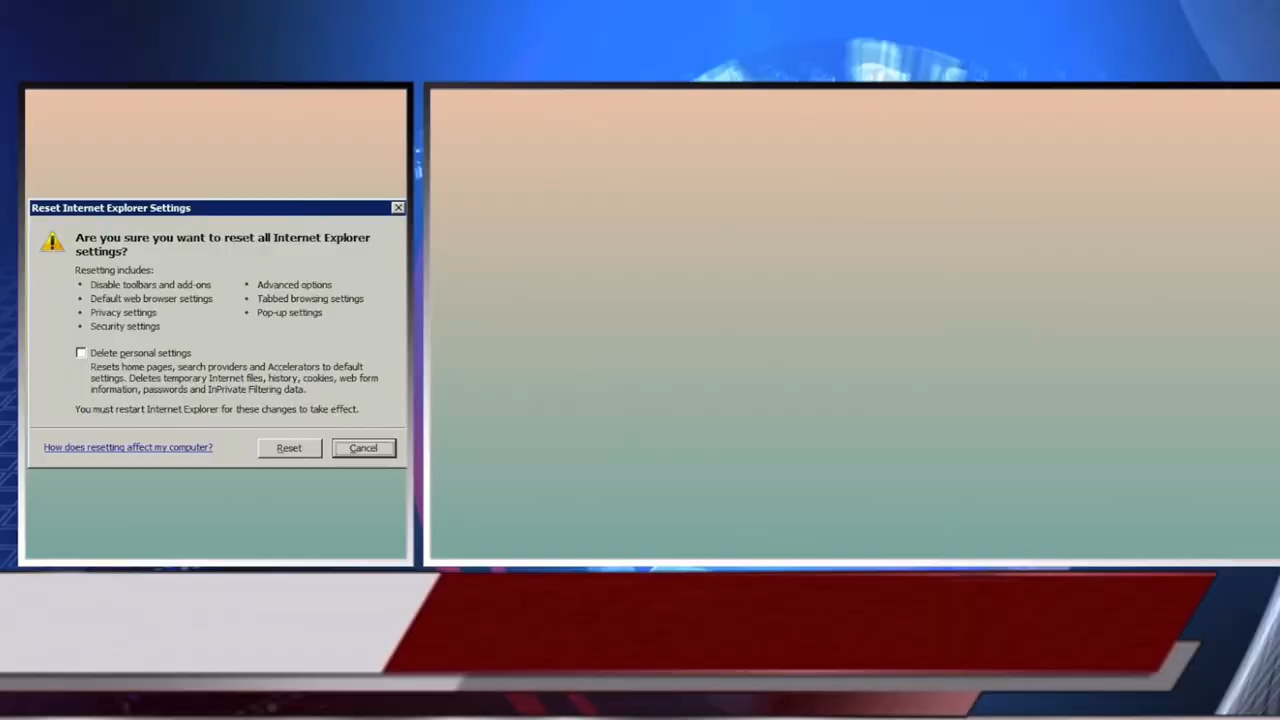 Reset Internet Explorer Settings
Are you sure you want to reset all Internet Explorer
settings?
Resetting includes:
• Disable toolbars and add-ons
• Default web browser settings
• Privacy settings
• Security settings
• Advanced options
• Tabbed browsing settings
• Pop-up settings
Delete personal settings
Resets home pages, search providers and Accelerators to default
settings. Deletes temporary Internet files, history, cookies, web form
information, passwords and InPrivate Filtering data.
You must restart Internet Explorer for these changes to take effect.
How does resetting affect my computer?
Reset
Cancel